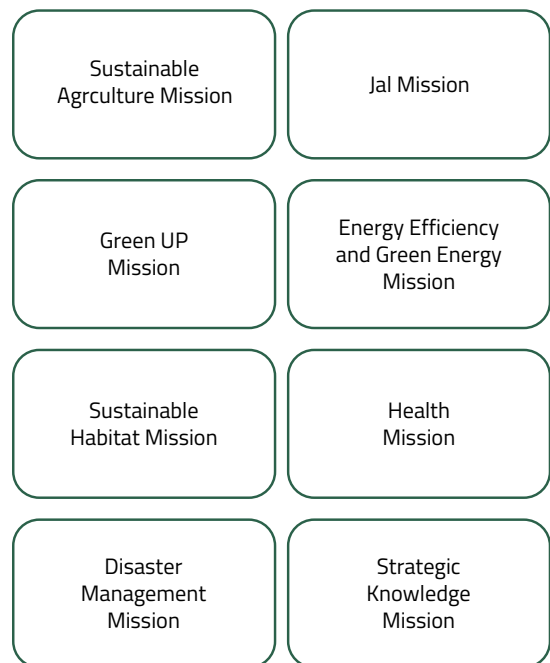 Sustainable
Agrculture Mission
Jal Mission
Green UP
Mission
Energy Efficiency
and Green Energy
Mission
Sustainable
Habitat Mission
Health
Mission
Disaster
Management
Mission
Strategic
Knowledge
Mission